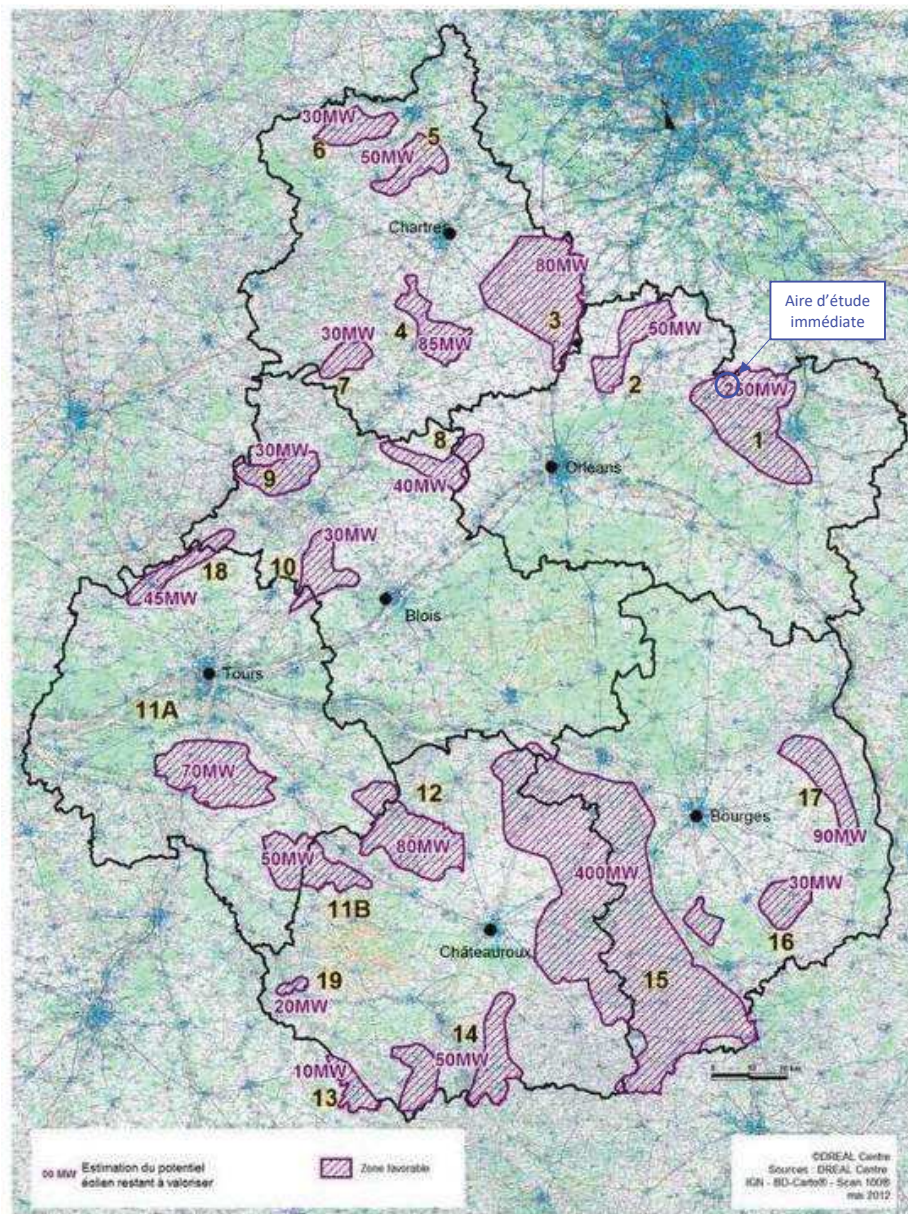 30MW
6
5
50MW
Chartres
80MW
3
4
85MW
30MW
7
50MW
2
Aire d'étude
immédiate
250MW
1
8
40MW
Orléans
30MW
9
30MW
10
18
45MW
Blois
Tours
11A
70MW
12
80MW
50MW
11B
400MW
Bourges
17
90MW
30MW
16
Châteauroux
15
19
20MW
14
50MW
10MW
13
00 MW Estimation du potentiel
éolien restant à valoriser
Zone favorable
©DREAL Centre
Sources : DREAL Centre
IGN - BD-Carto® - Scan 100®
mai 2012